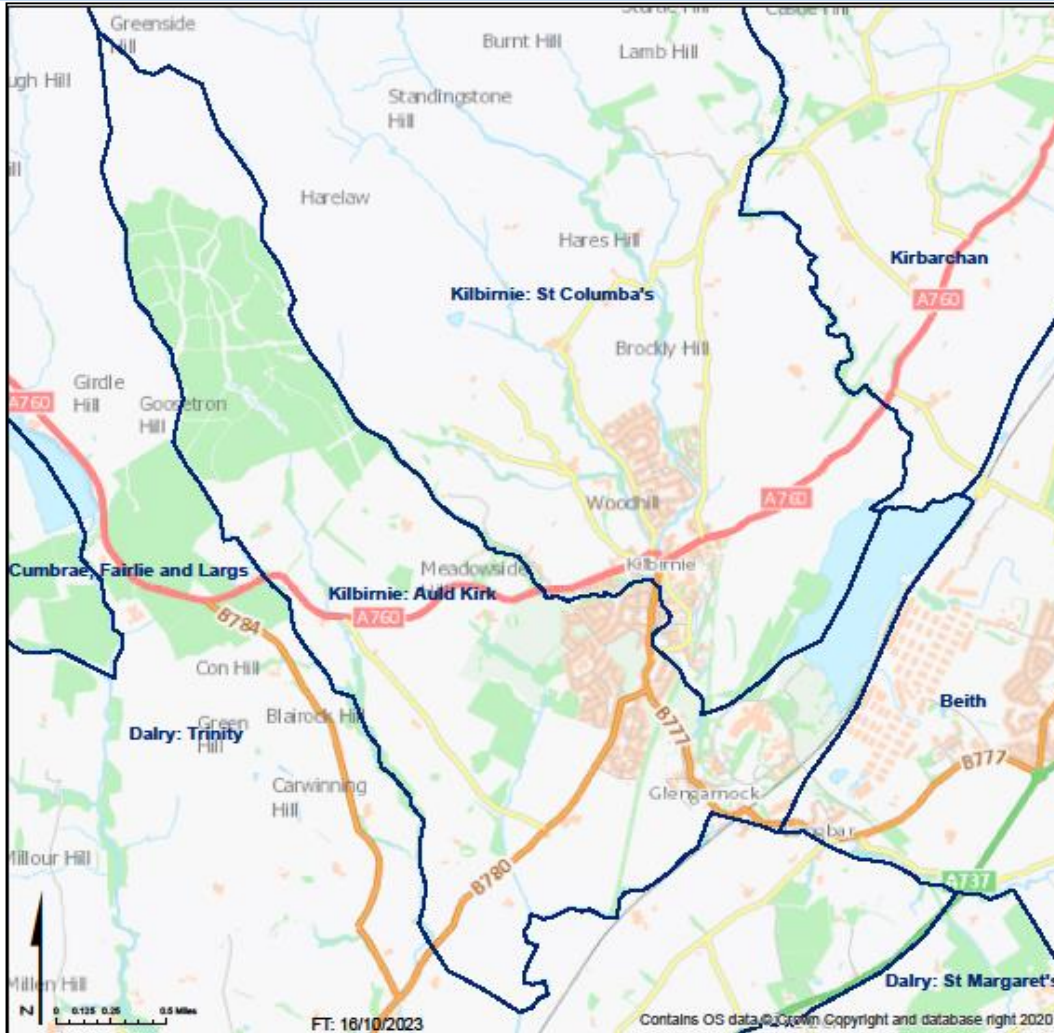 Greenside
Hill
Burnt Hill
Lamb Hill
ugh Hill
Standingstone
Hill
Harelaw
Hares Hill
Kirbarchan
Kilbirnie: St Columba's
A760
Brockly Hill
Girdle
Hill
A760
Goosetron
Hill
A760
Woodhill
Kilbirnie
Cumbrae, Fairlie and Largs
Meadowside
Kilbirnie: Auld Kirk
A760
B784
Con Hill
Dalry: Trinity
Green
Hill
Blairock Hill
Beith
B777
B777
Carwinning
Hill
Glengarnock
Millour Hill
B780
A737
Millen Hill
Dalry: St Margaret's
N
0 0.125 0.25 0.5 Miles
FT: 16/10/2023
Contains OS data © Crown Copyright and database right 2020